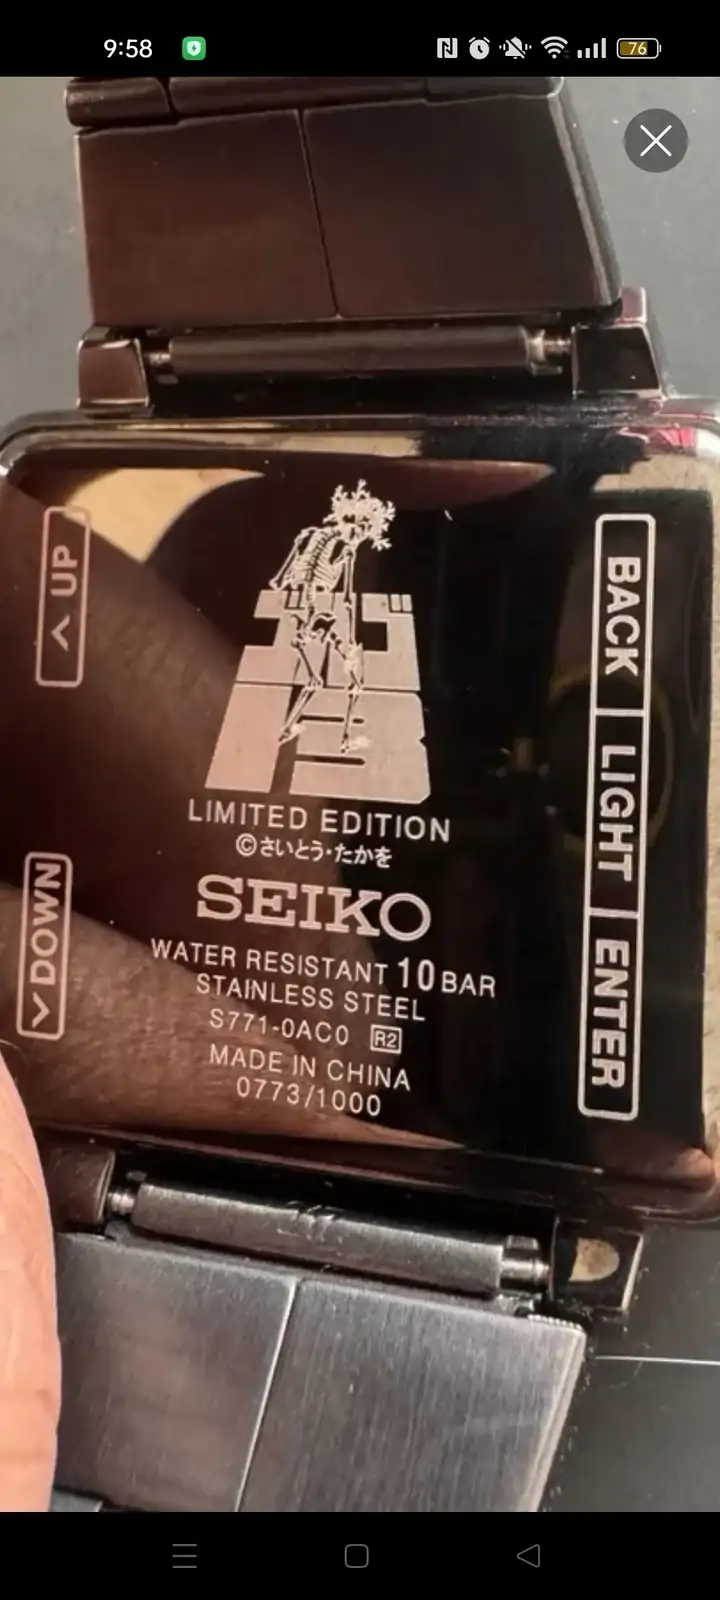 9:58
76
UP
BACK | LIGHT | ENTER
ゴルゴ
13
LIMITED EDITION
©さいとう・たかを
DOWN
SEIKO
WATER RESISTANT 10 BAR
STAINLESS STEEL
S771-0AC0 R2
MADE IN CHINA
0773/1000